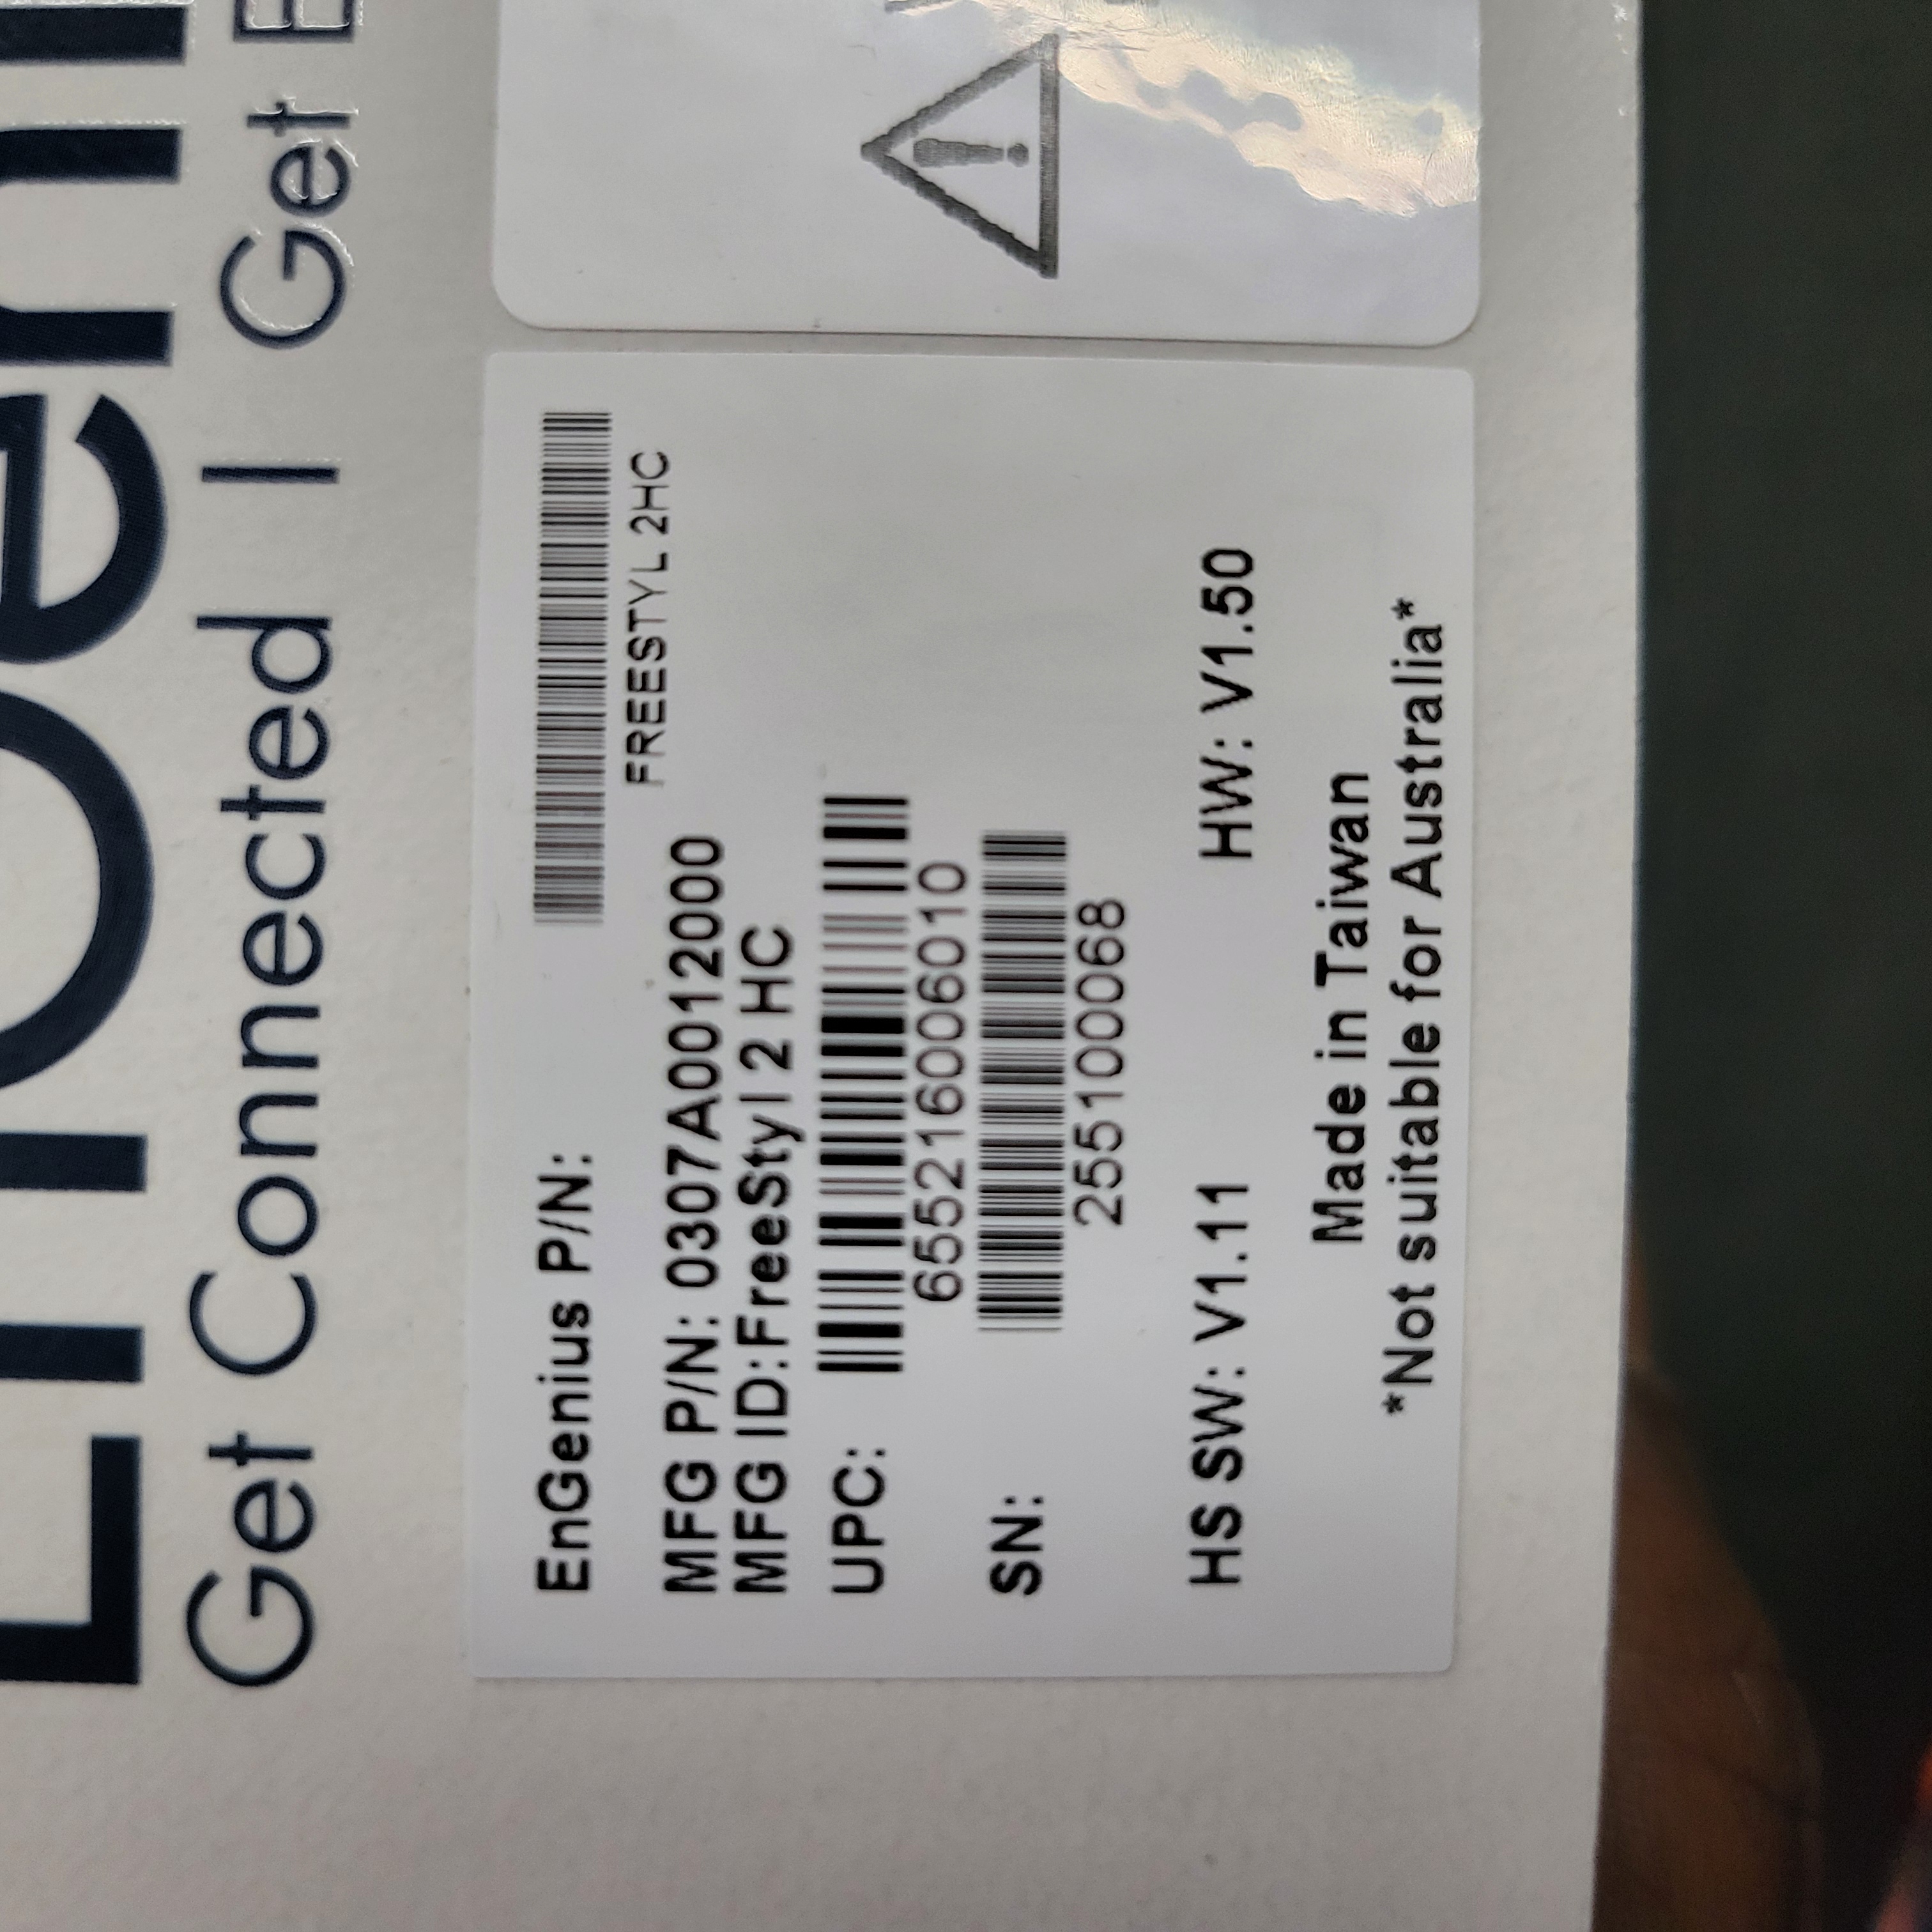 Get Connected | Get
EnGenius P/N:
FREESTYL 2HC
MFG P/N: 0307A0012000
MFG ID:FreeStyl 2 HC
UPC:
655216006010
SN:
255100068
HS SW: V1.11 HW: V1.50
Made in Taiwan
*Not suitable for Australia*